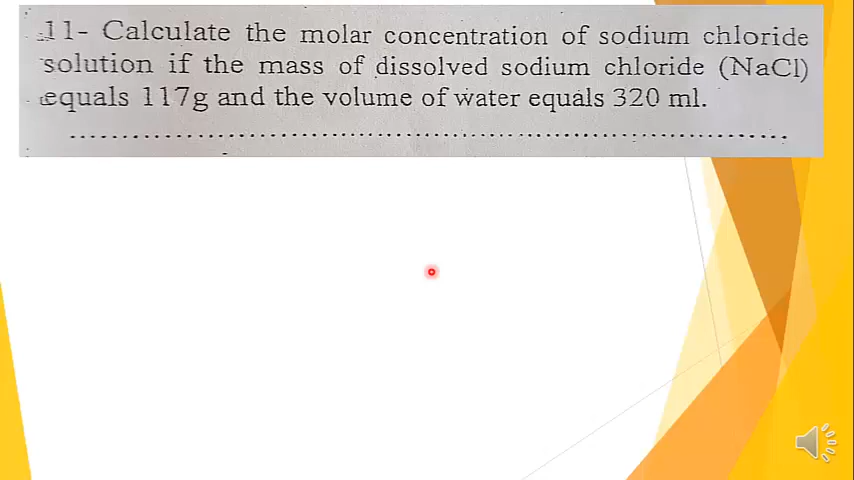 11- Calculate the molar concentration of sodium chloride
solution if the mass of dissolved sodium chloride (NaCl)
equals 117g and the volume of water equals 320 ml.